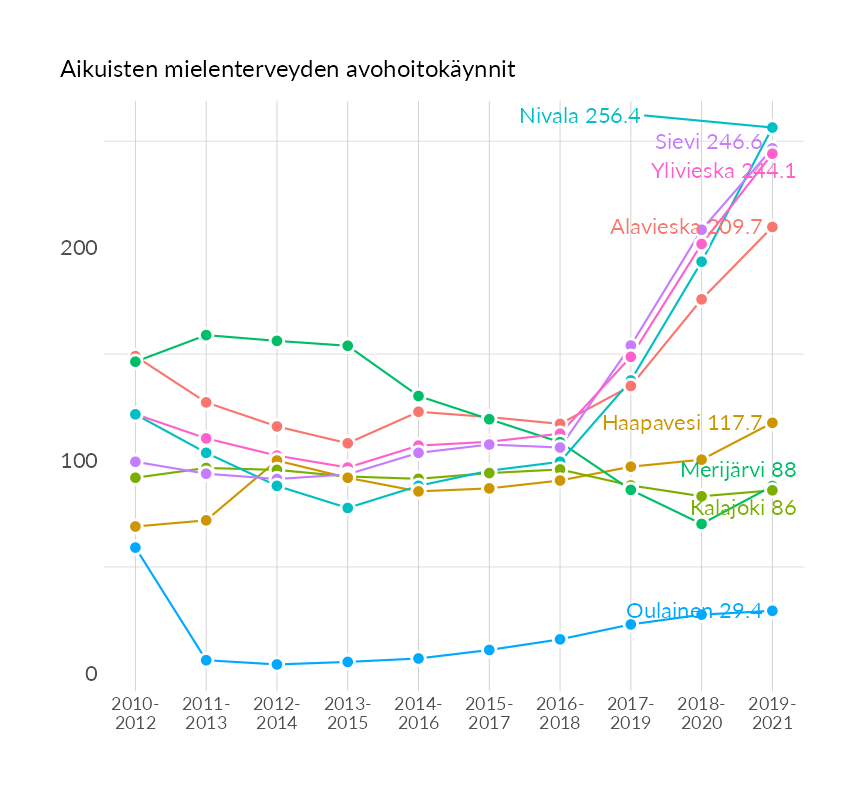 Aikuisten mielenterveyden avohoitokäynnit
Nivala 256.4
Sievi 246.6
Ylivieska 244.1
Alavieska 209.7
200
Haapavesi 117.7
100
Merijärvi 88
Kalajoki 86
Oulainen 29.4
0
2010-
2012
2011-
2013
2012-
2014
2013-
2015
2014-
2016
2015-
2017
2016-
2018
2017-
2019
2018-
2020
2019-
2021